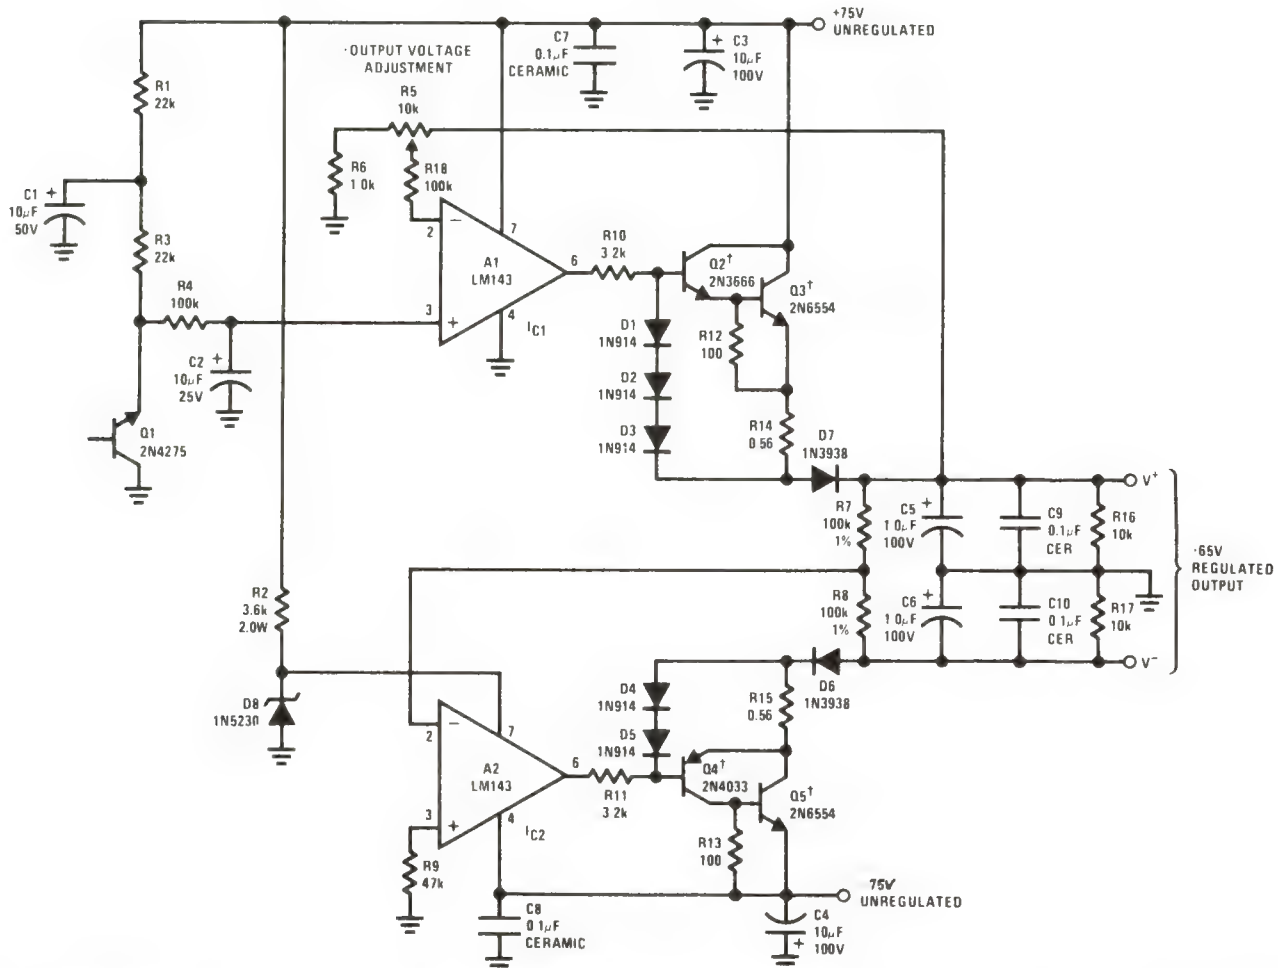 +75V
UNREGULATED
C7
0.1μF
CERAMIC
+
C3
10μF
100V
·OUTPUT VOLTAGE
ADJUSTMENT
R1
22k
R5
10k
R6
1 0k
R18
100k
C1 +
10μF
50V
R3
22k
R4
100k
2
−
7
A1
LM143
6
3
+
4
IC1
R10
3 2k
Q2†
2N3666
Q3†
2N6554
+
C2
10μF
25V
D1
1N914
R12
100
D2
1N914
D3
1N914
R14
0.56
D7
1N3938
Q1
2N4275
V+
R7
100k
1%
+
C5
1 0μF
100V
C9
0.1μF
CER
R16
10k
·65V
REGULATED
OUTPUT
R8
100k
1%
+
C6
1 0μF
100V
C10
0 1μF
CER
R17
10k
V−
R2
3.6k
2.0W
D8
1N5230
D4
1N914
D5
1N914
R15
0.56
D6
1N3938
2
−
7
A2
LM143
6
3
+
4
IC2
R11
3 2k
Q4†
2N4033
Q5†
2N6554
R13
100
R9
47k
75V
UNREGULATED
C8
0 1μF
CERAMIC
C4
10μF
+ 100V